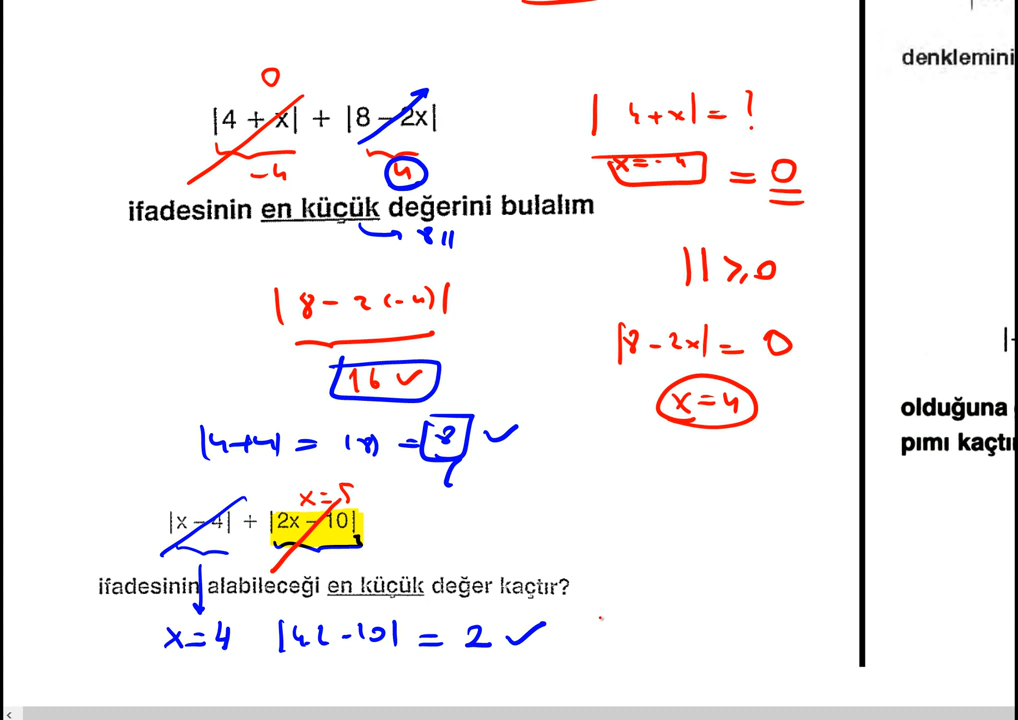 0
|4 + x| + |8 - 2x|
-4 4
ifadesinin en küçük değerini bulalım
8
|8 - 2(-4)|
16 ✓
|4+4| = |8| = 8 ✓
x=5
|x - 4| + |2x - 10|
ifadesinin alabileceği en küçük değer kaçtır?
x=4 -10| = 2 ✓
| 4+x| = ?
x=-4 = 0
|| ≥ 0
|8 - 2x| = 0
x=4
denklemini
olduğuna
pımı kaçtı